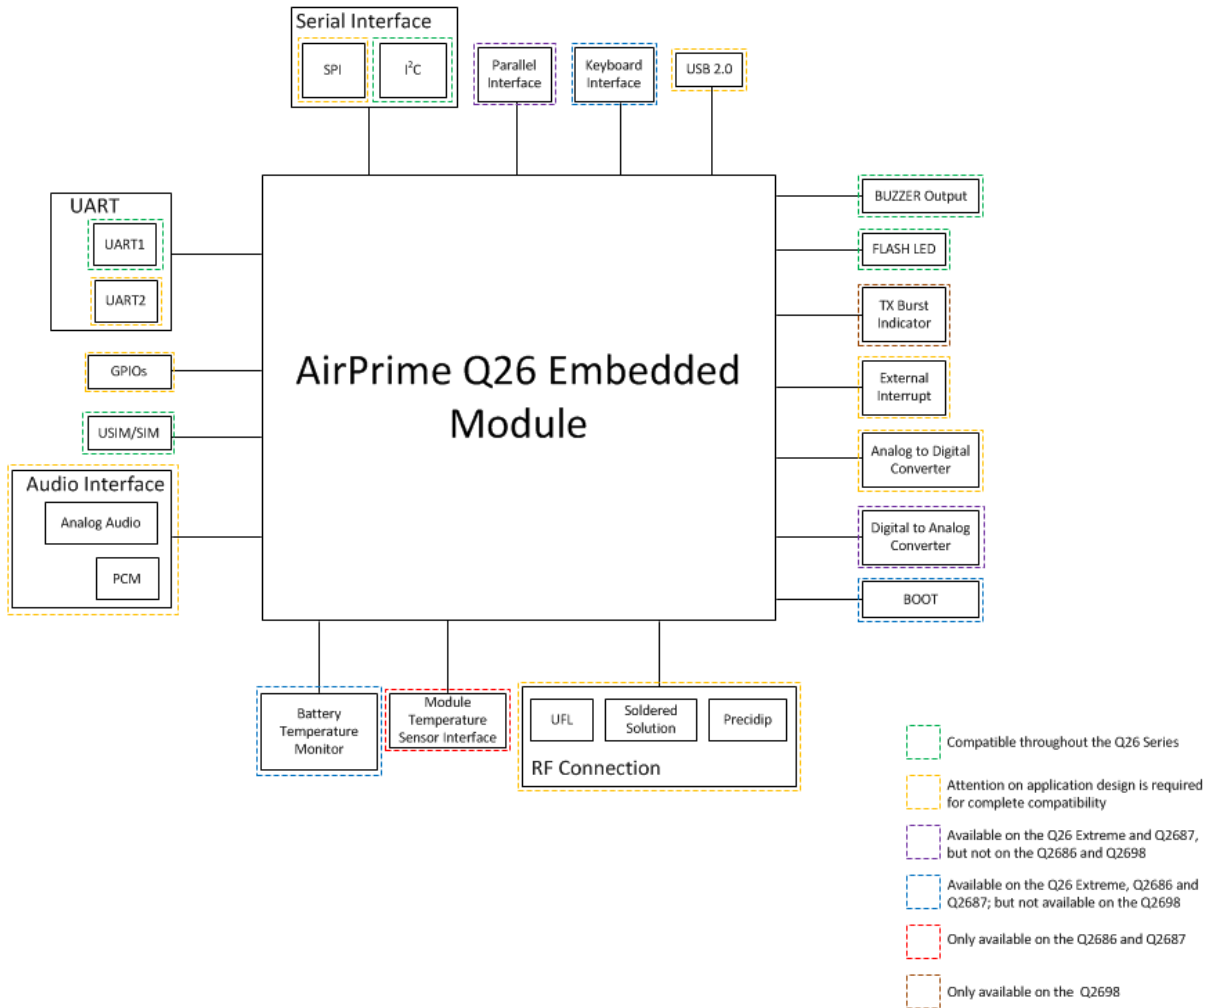 Serial Interface
SPI
I²C
Parallel
Interface
Keyboard
Interface
USB 2.0
UART
UART1
UART2
GPIOs
USIM/SIM
Audio Interface
Analog Audio
PCM
AirPrime Q26 Embedded
Module
BUZZER Output
FLASH LED
TX Burst
Indicator
External
Interrupt
Analog to Digital
Converter
Digital to Analog
Converter
BOOT
Battery
Temperature
Monitor
Module
Temperature
Sensor Interface
UFL
Soldered
Solution
Precidip
RF Connection
Compatible throughout the Q26 Series
Attention on application design is required
for complete compatibility
Available on the Q26 Extreme and Q2687,
but not on the Q2686 and Q2698
Available on the Q26 Extreme, Q2686 and
Q2687; but not available on the Q2698
Only available on the Q2686 and Q2687
Only available on the Q2698